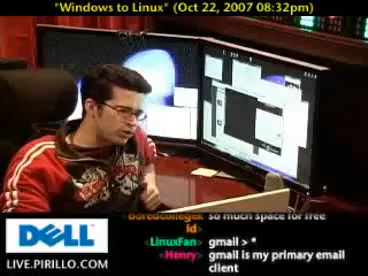 *Windows to Linux* (Oct 22, 2007 08:32pm)
DELL
LIVE.PIRILLO.COM
so much space for free
ld>
<LinuxFan> gmail > *
<Henry> gmail is my primary email
client